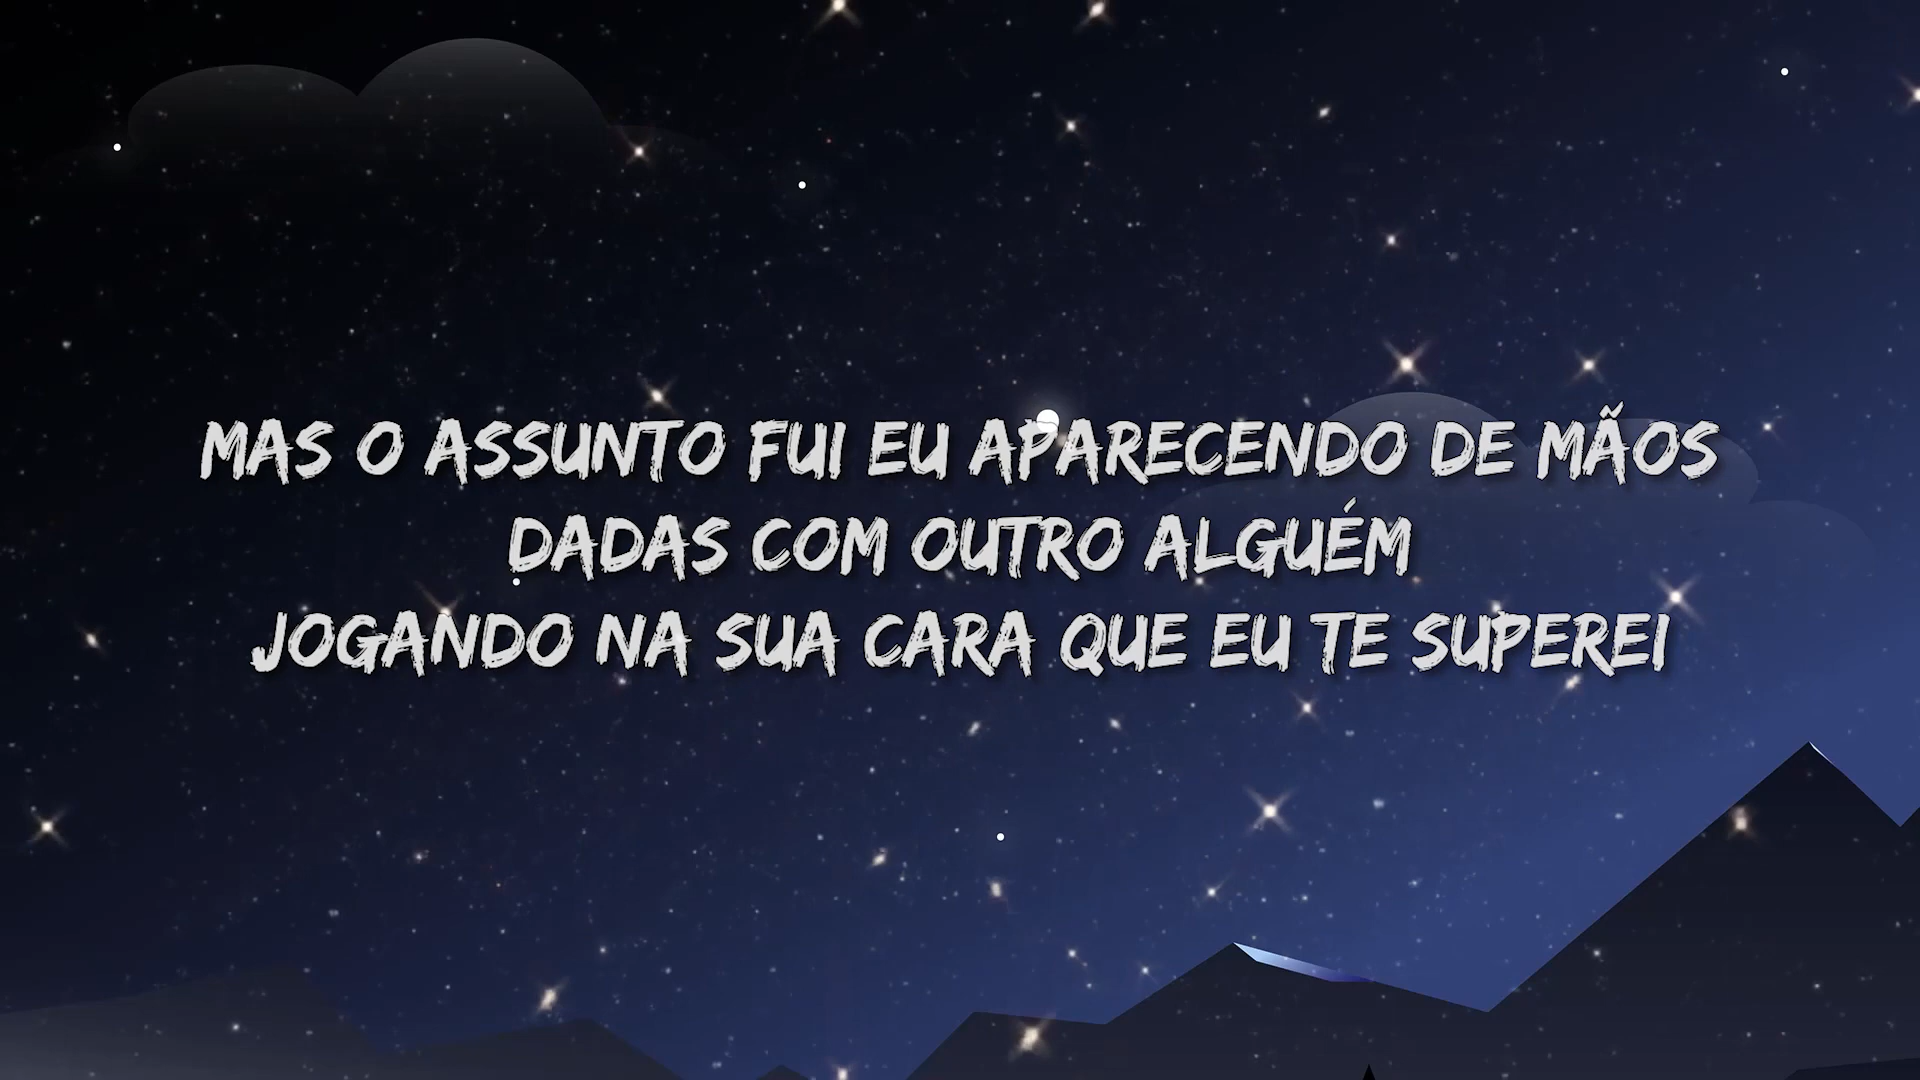 MAS O ASSUNTO FUI EU APARECENDO DE MÃOS
DADAS COM OUTRO ALGUÉM
JOGANDO NA SUA CARA QUE EU TE SUPEREI